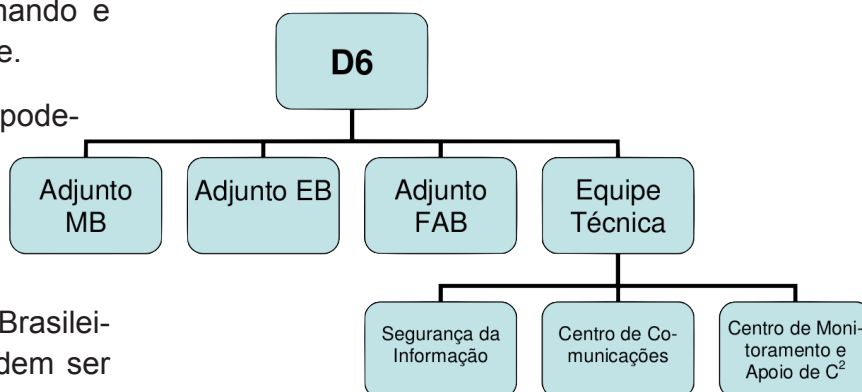 mando e
e.
pode-
Brasilei-
dem ser
D6
Adjunto
MB
Adjunto EB
Adjunto
FAB
Equipe
Técnica
Segurança da
Informação
Centro de Co-
municações
Centro de Moni-
toramento e
Apoio de C²